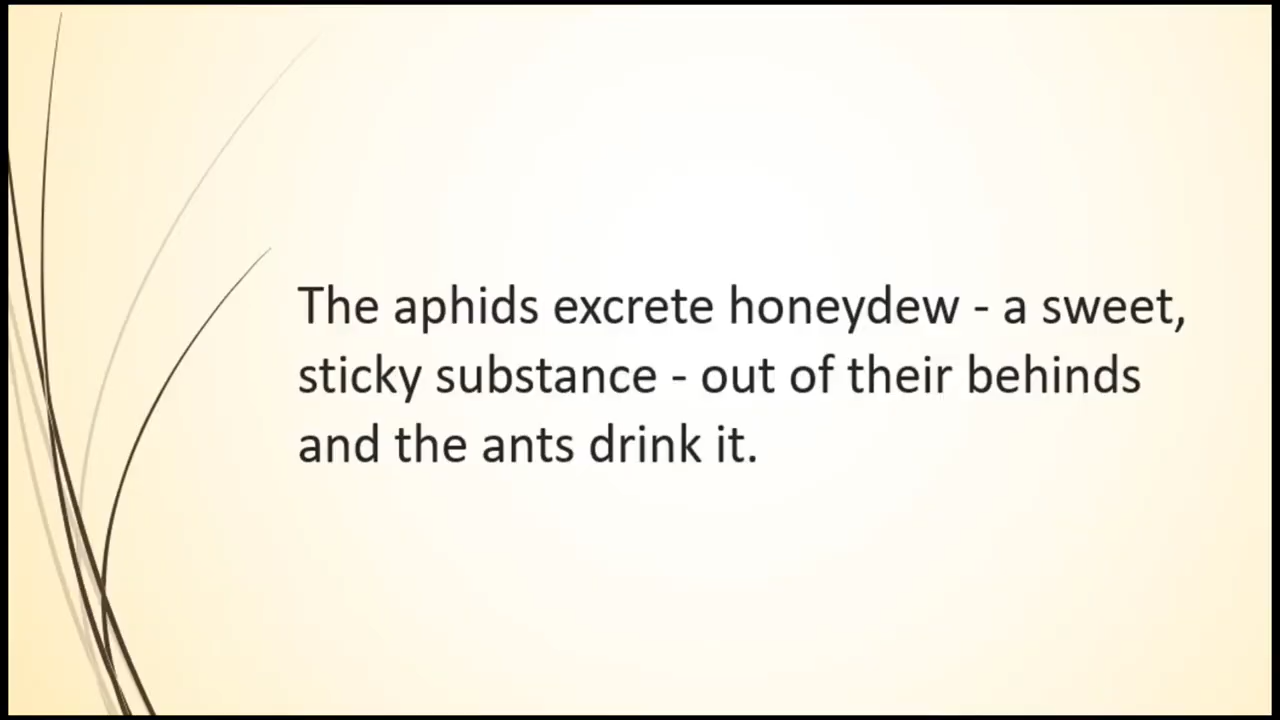 The aphids excrete honeydew - a sweet,
sticky substance - out of their behinds
and the ants drink it.